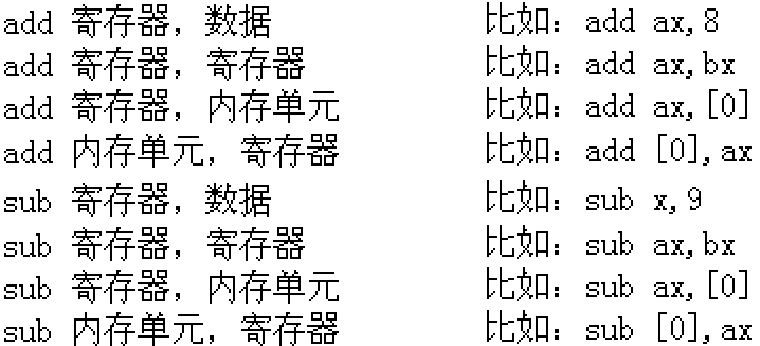 add 寄存器，数据 比如：add ax,8
add 寄存器，寄存器 比如：add ax,bx
add 寄存器，内存单元 比如：add ax,[0]
add 内存单元，寄存器 比如：add [0],ax
sub 寄存器，数据 比如：sub x,9
sub 寄存器，寄存器 比如：sub ax,bx
sub 寄存器，内存单元 比如：sub ax,[0]
sub 内存单元，寄存器 比如：sub [0],ax